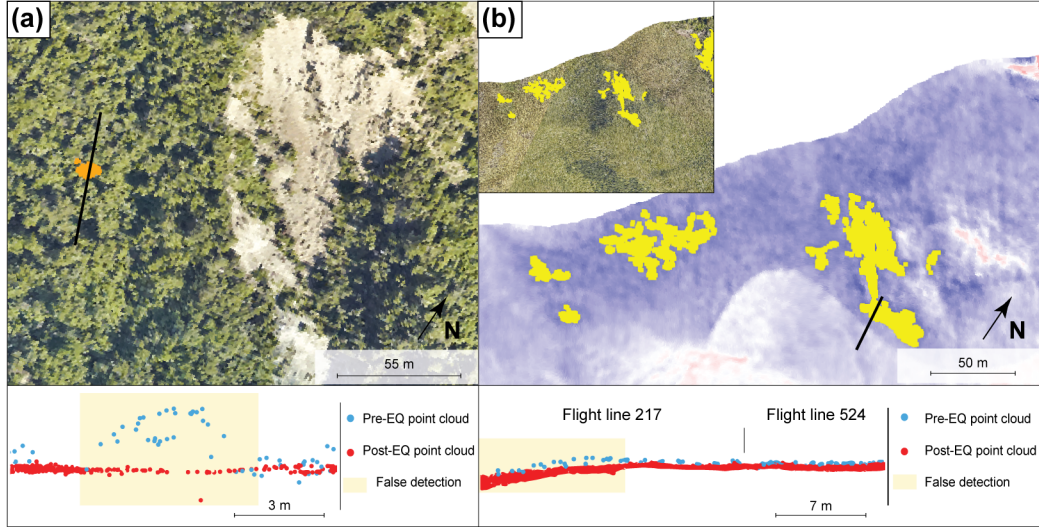 (a)
N
55 m
(b)
N
50 m
Pre-EQ point cloud
Post-EQ point cloud
False detection
3 m
Flight line 217
Flight line 524
Pre-EQ point cloud
Post-EQ point cloud
False detection
7 m